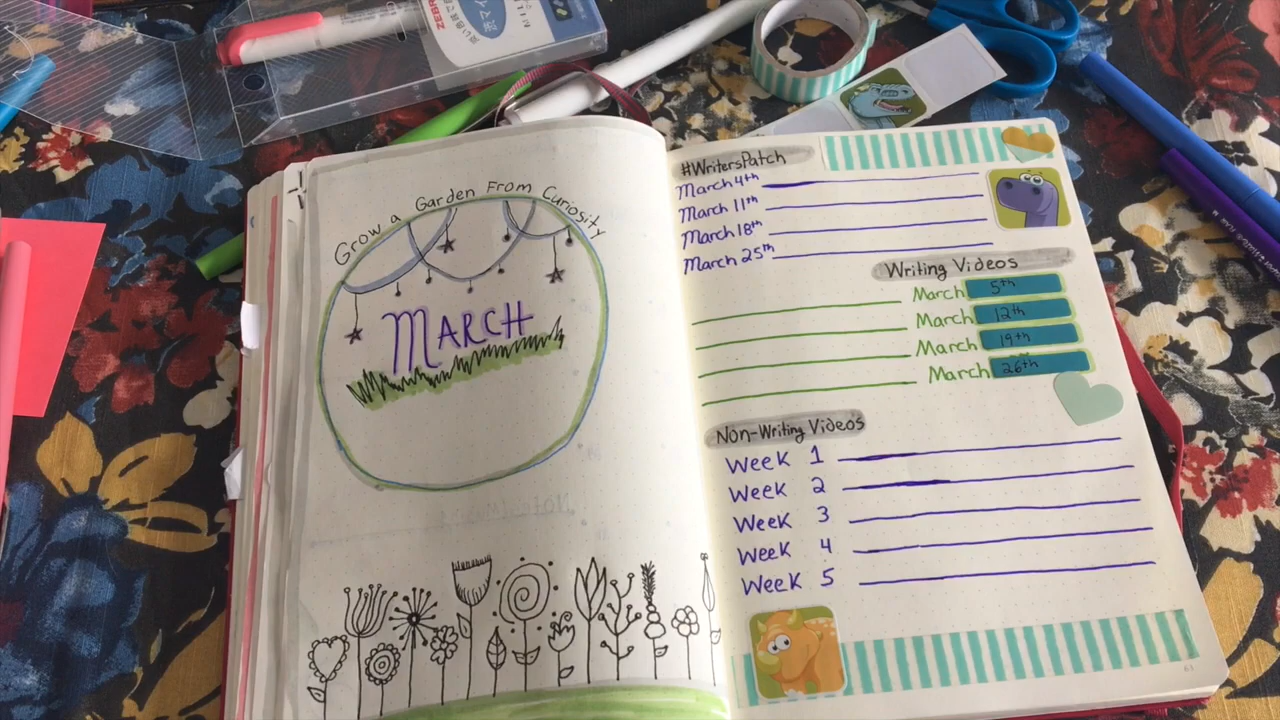 ZEBRA
Grow a Garden From Curiosity
MARCH
#WritersPatch
March 4th
March 11th
March 18th
March 25th
Writing Videos
March 5th
March 12th
March 19th
March 26th
Non-Writing Videos
Week 1
Week 2
Week 3
Week 4
Week 5
61